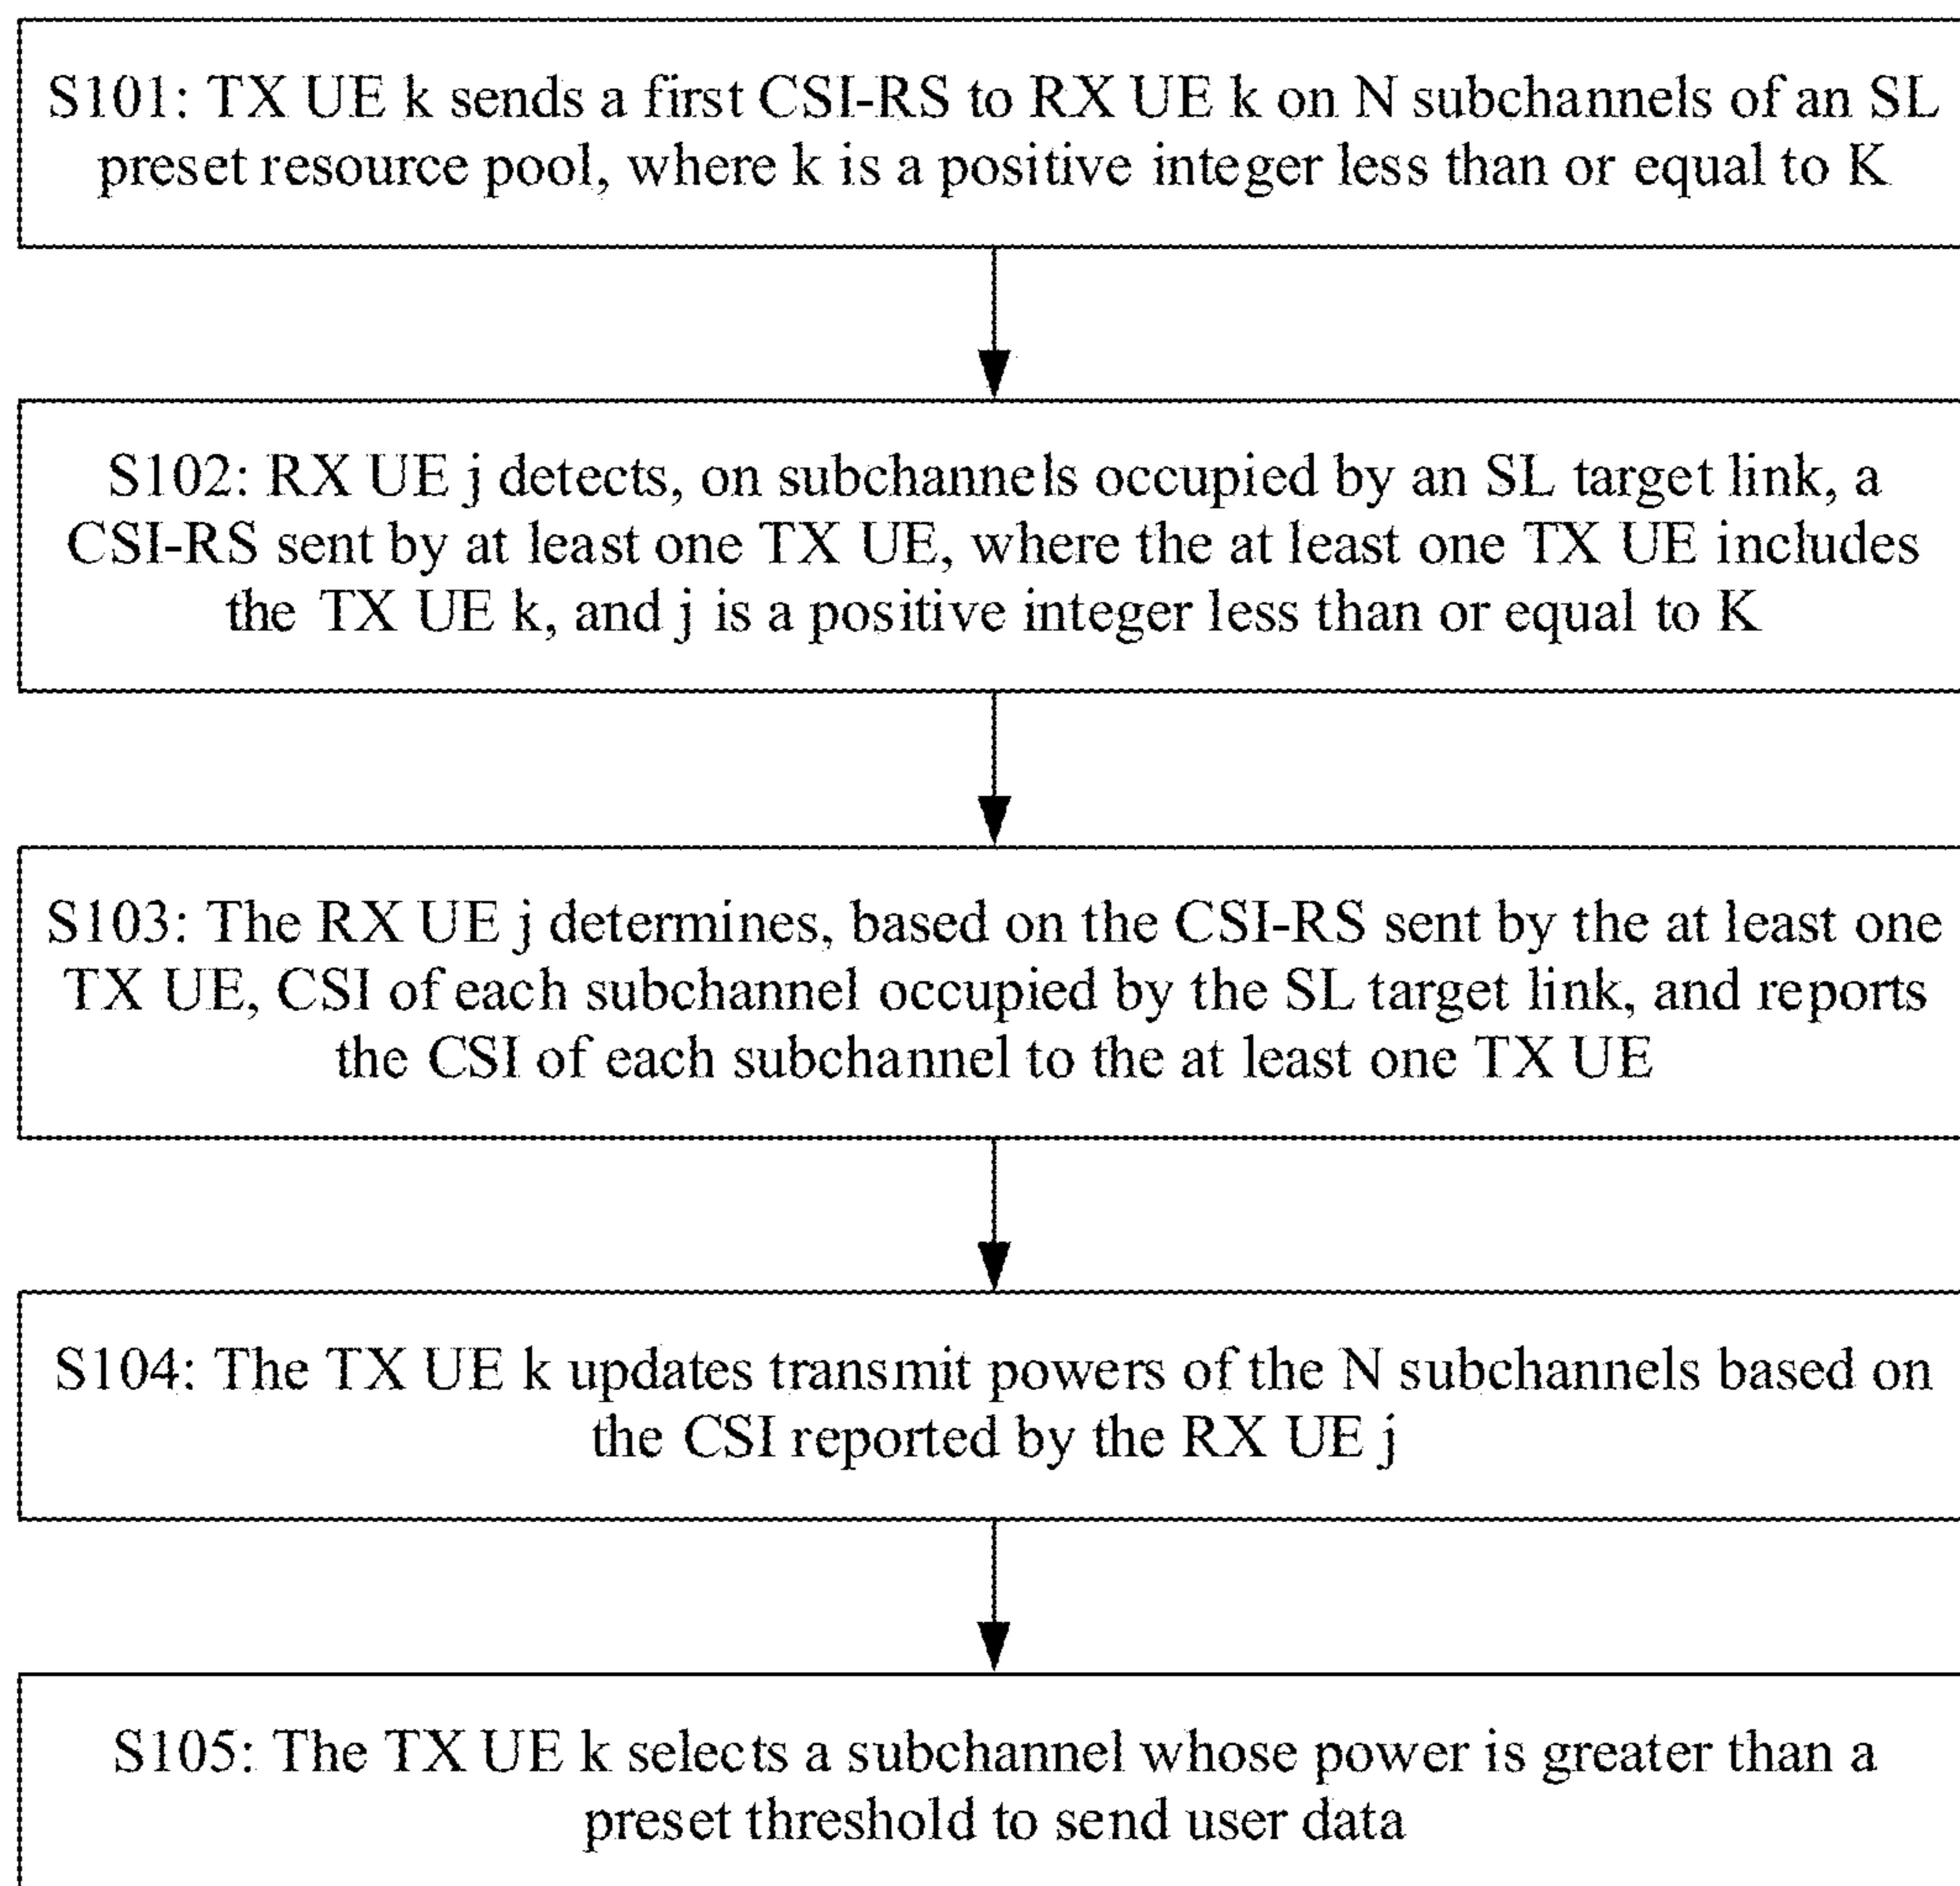 S101: TX UE k sends a first CSI-RS to RX UE k on N subchannels of an SL
preset resource pool, where k is a positive integer less than or equal to K
S102: RX UE j detects, on subchannels occupied by an SL target link, a
CSI-RS sent by at least one TX UE, where the at least one TX UE includes
the TX UE k, and j is a positive integer less than or equal to K
S103: The RX UE j determines, based on the CSI-RS sent by the at least one
TX UE, CSI of each subchannel occupied by the SL target link, and reports
the CSI of each subchannel to the at least one TX UE
S104: The TX UE k updates transmit powers of the N subchannels based on
the CSI reported by the RX UE j
S105: The TX UE k selects a subchannel whose power is greater than a
preset threshold to send user data